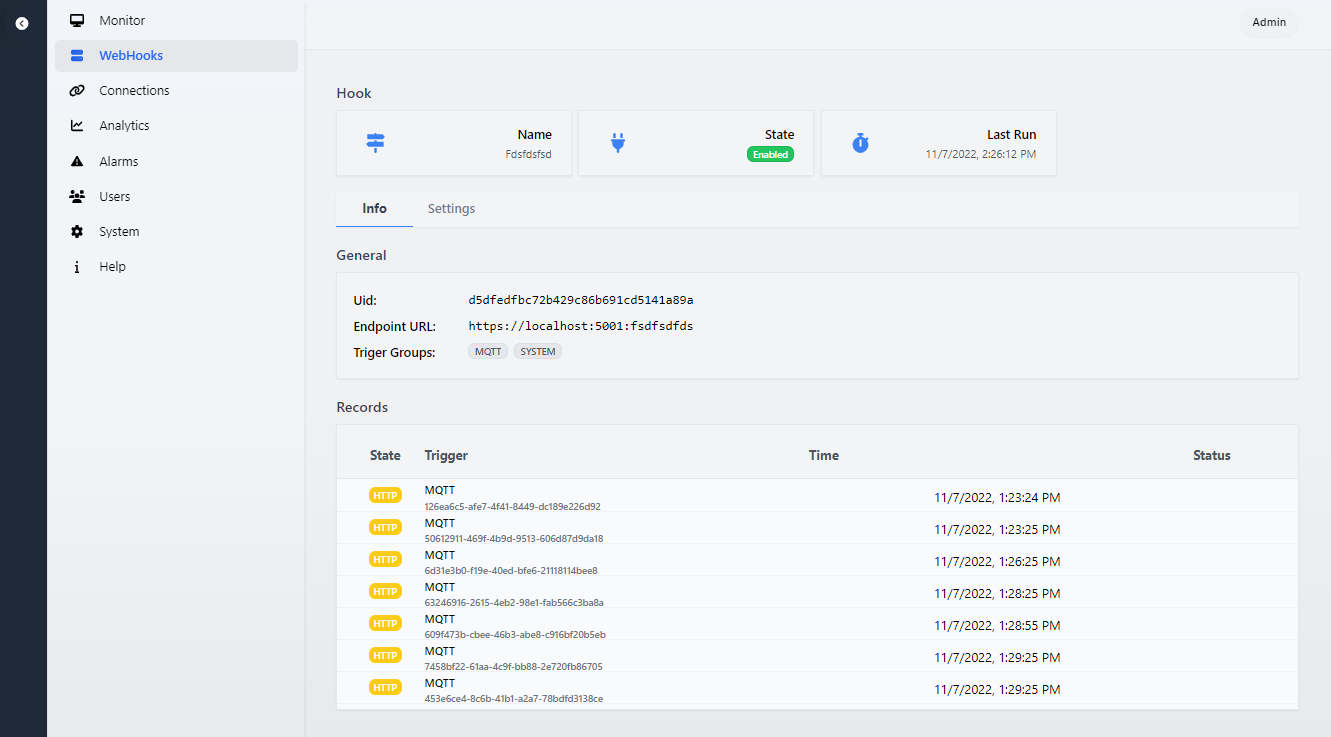 Monitor
Admin
WebHooks
Connections
Analytics
Alarms
Users
System
Help
Hook
Name
Fdsfdsfsd
State
Enabled
Last Run
11/7/2022, 2:26:12 PM
Info Settings
General
Uid: d5dfedfbc72b429c86b691cd5141a89a
Endpoint URL: https://localhost:5001:fsdfsdfds
Triger Groups: MQTT SYSTEM
Records
State Trigger Time Status
HTTP MQTT 11/7/2022, 1:23:24 PM
126ea6c5-afe7-4f41-8449-dc189e226d92
HTTP MQTT 11/7/2022, 1:23:25 PM
50612911-469f-4b9d-9513-606d87d9da18
HTTP MQTT 11/7/2022, 1:26:25 PM
6d31e3b0-f19e-40ed-bfe6-21118114bee8
HTTP MQTT 11/7/2022, 1:28:25 PM
63246916-2615-4eb2-98e1-fab566c3ba8a
HTTP MQTT 11/7/2022, 1:28:55 PM
609f473b-cbee-46b3-abe8-c916bf20b5eb
HTTP MQTT 11/7/2022, 1:29:25 PM
7458bf22-61aa-4c9f-bb88-2e720fb86705
HTTP MQTT 11/7/2022, 1:29:25 PM
453e6ce4-8c6b-41b1-a2a7-78bdfd3138ce